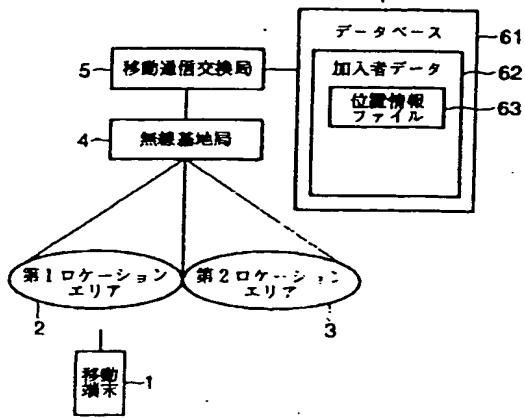 データベース
61
加入者データ
62
位置情報
ファイル
63
5
移動通信交換局
4
無線基地局
第1ロケーション
エリア
第2ロケーション
エリア
2
3
移動
端末
1